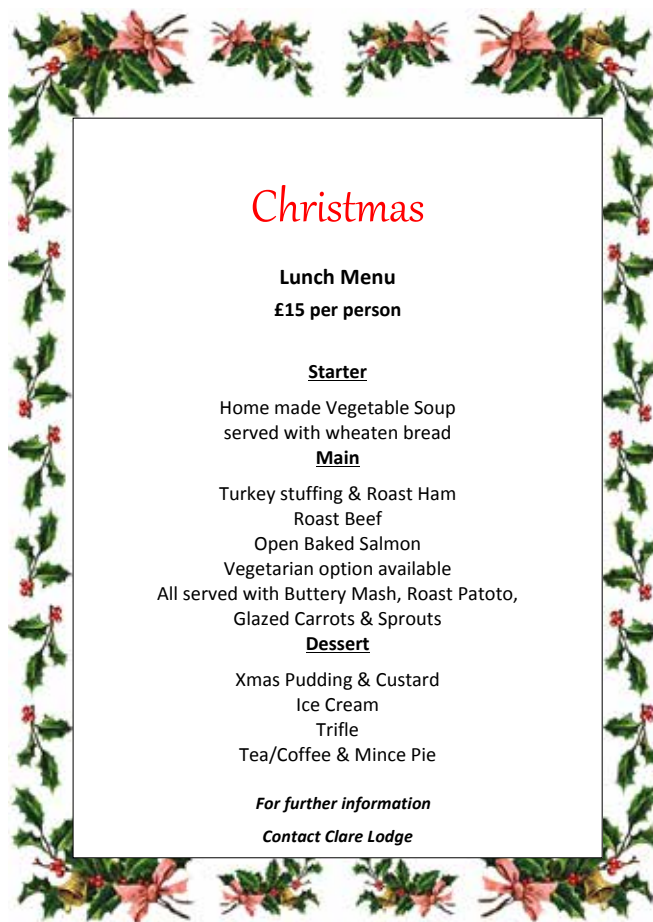 Christmas
Lunch Menu
£15 per person
Starter
Home made Vegetable Soup
served with wheaten bread
Main
Turkey stuffing & Roast Ham
Roast Beef
Open Baked Salmon
Vegetarian option available
All served with Buttery Mash, Roast Patoto,
Glazed Carrots & Sprouts
Dessert
Xmas Pudding & Custard
Ice Cream
Trifle
Tea/Coffee & Mince Pie
For further information
Contact Clare Lodge